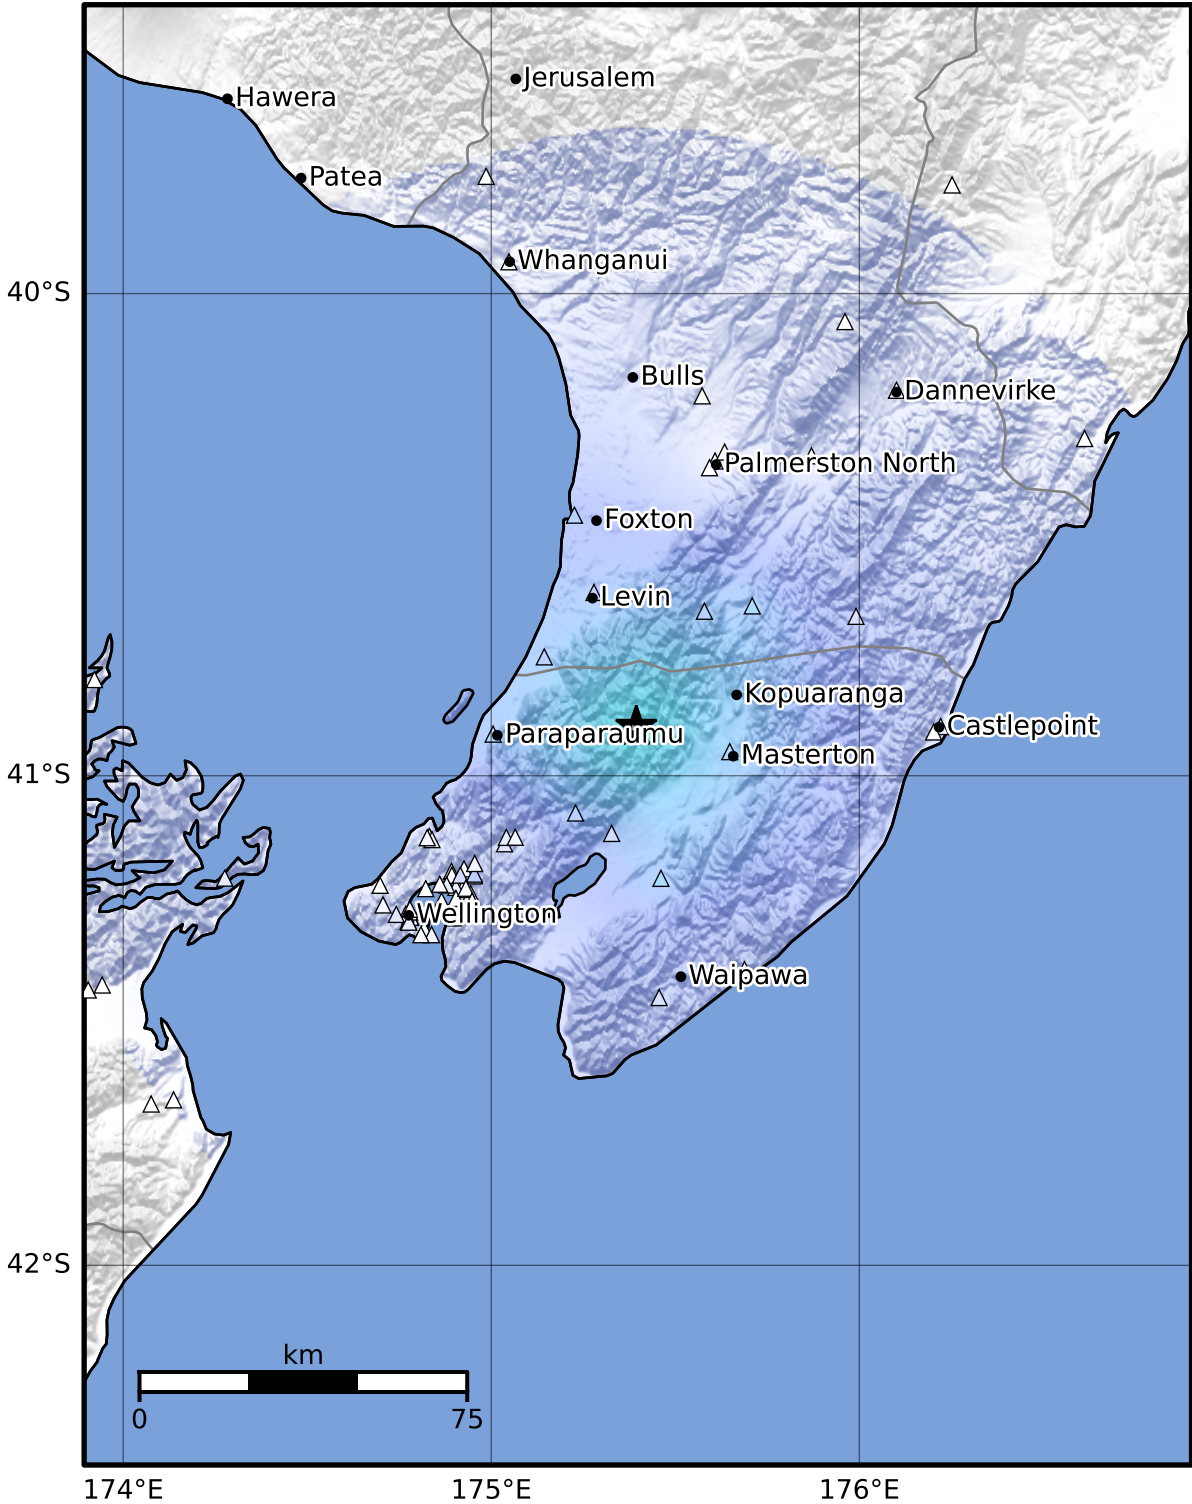 Jerusalem
Hawera
Patea
Whanganui
40°S
Bulls
Dannevirke
Palmerston North
Foxton
Levin
Kopuaranga
Castlepoint
Paraparaumu
Masterton
41°S
Wellington
Waipawa
42°S
km
0 75
174°E 175°E 176°E